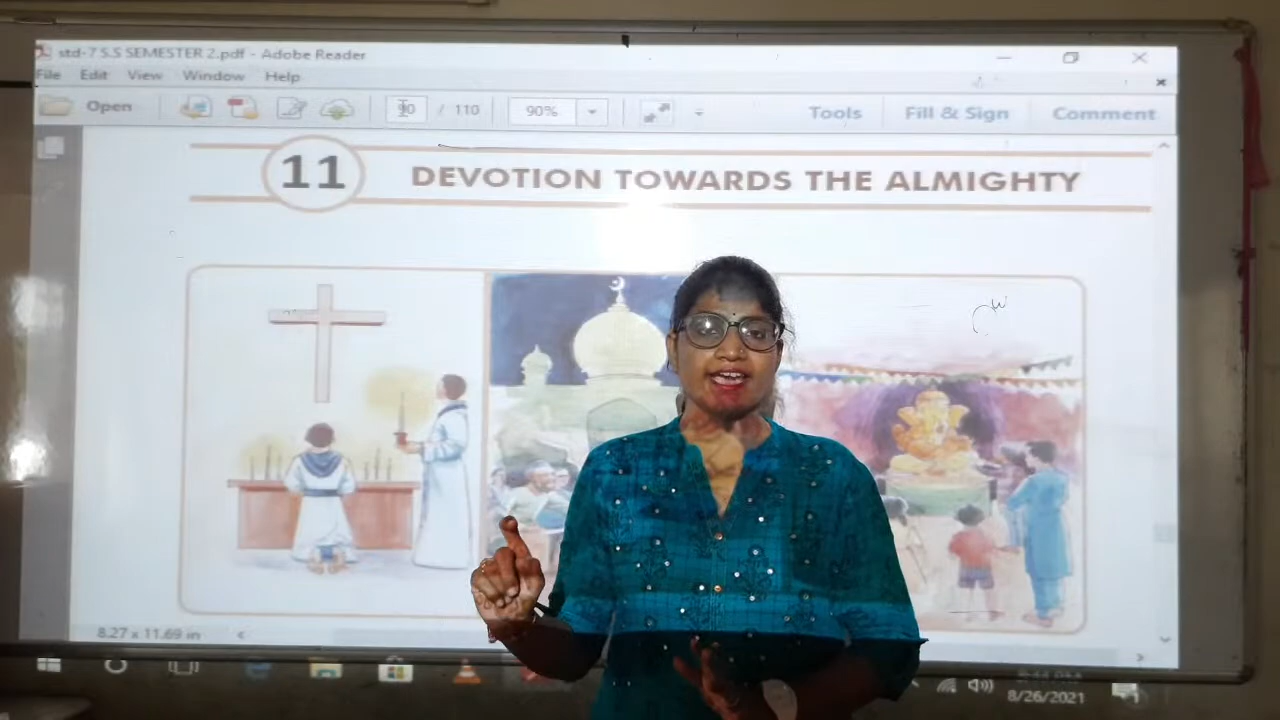 std-7 S.S SEMESTER 2.pdf - Adobe Reader
File Edit View Window Help
Open / 110 90% Tools Fill & Sign Comment
11 DEVOTION TOWARDS THE ALMIGHTY
8.27 x 11.69 in
8/26/2021